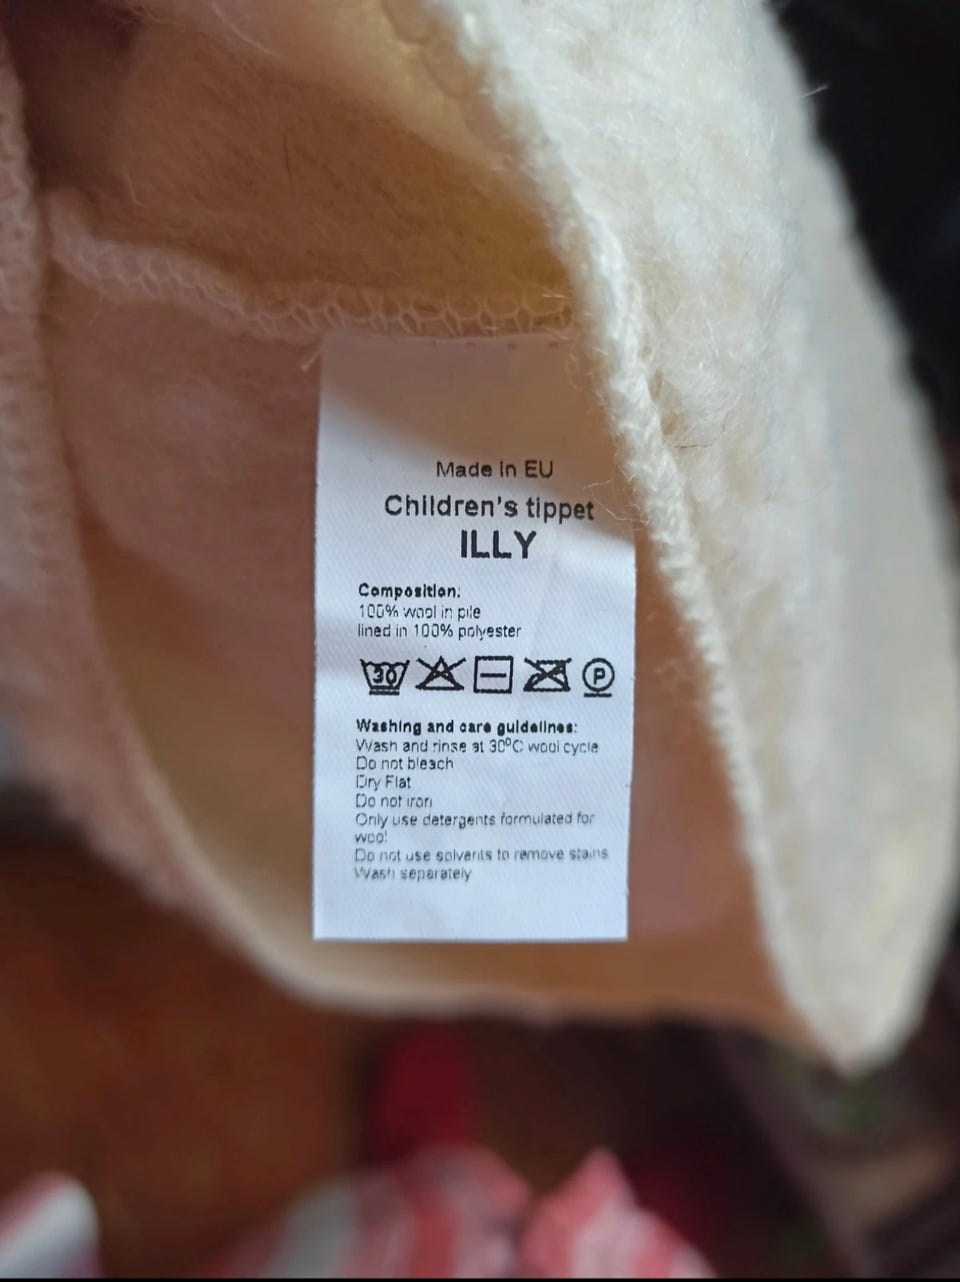 Made in EU
Children's tippet
ILLY
Composition:
100% wool in pile
lined in 100% polyester
30 P
Washing and care guidelines:
Wash and rinse at 30°C wool cycle
Do not bleach
Dry Flat
Do not iron
Only use detergents formulated for
wool
Do not use solvents to remove stains
Wash separately